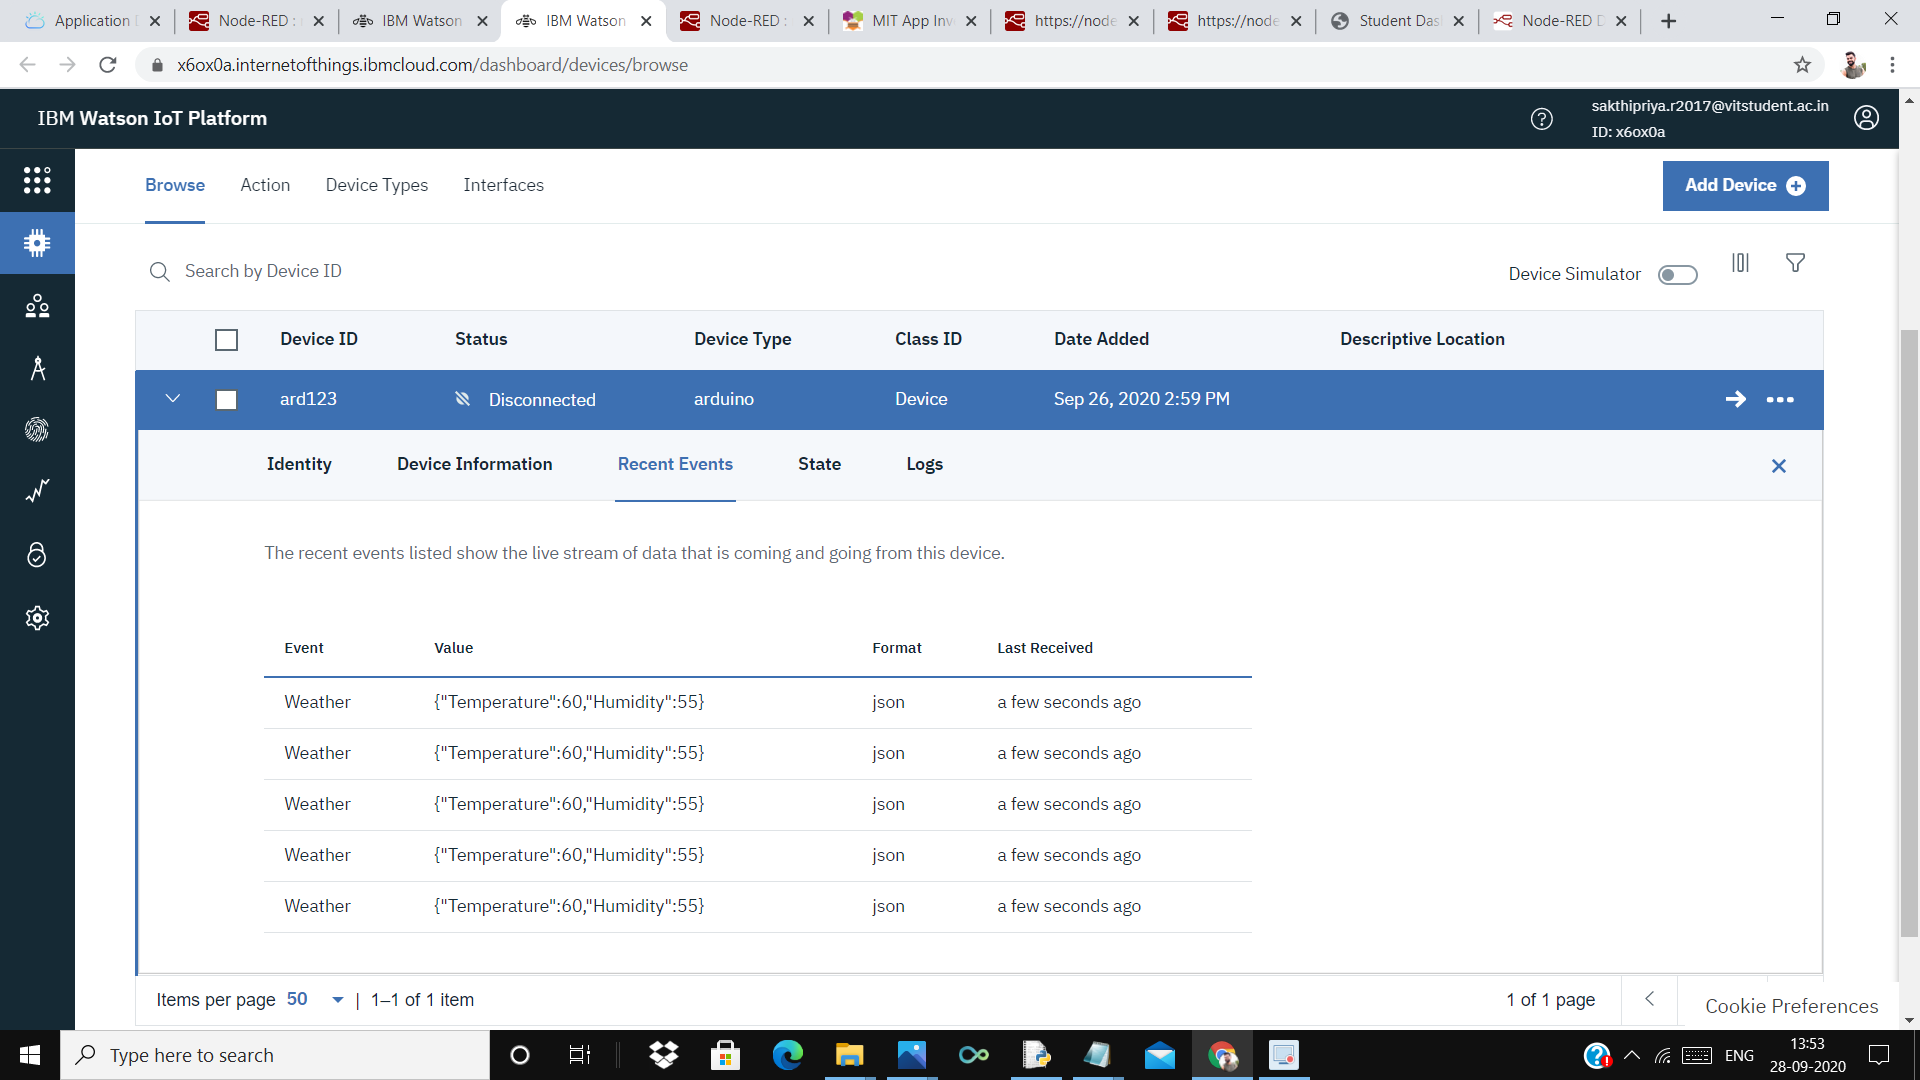 Application D
Node-RED : n
IBM Watson
IBM Watson
Node-RED :
MIT App Inv
https://node
https://node
Student Das
Node-RED D
x6ox0a.internetofthings.ibmcloud.com/dashboard/devices/browse
IBM Watson IoT Platform
sakthipriya.r2017@vitstudent.ac.in
ID: x6ox0a
Browse Action Device Types Interfaces
Add Device
Search by Device ID
Device Simulator
Device ID Status Device Type Class ID Date Added Descriptive Location
ard123 Disconnected arduino Device Sep 26, 2020 2:59 PM
Identity Device Information Recent Events State Logs
The recent events listed show the live stream of data that is coming and going from this device.
Event Value Format Last Received
Weather {"Temperature":60,"Humidity":55} json a few seconds ago
Weather {"Temperature":60,"Humidity":55} json a few seconds ago
Weather {"Temperature":60,"Humidity":55} json a few seconds ago
Weather {"Temperature":60,"Humidity":55} json a few seconds ago
Weather {"Temperature":60,"Humidity":55} json a few seconds ago
Items per page 50 | 1–1 of 1 item
1 of 1 page
Cookie Preferences
Type here to search
ENG
13:53
28-09-2020